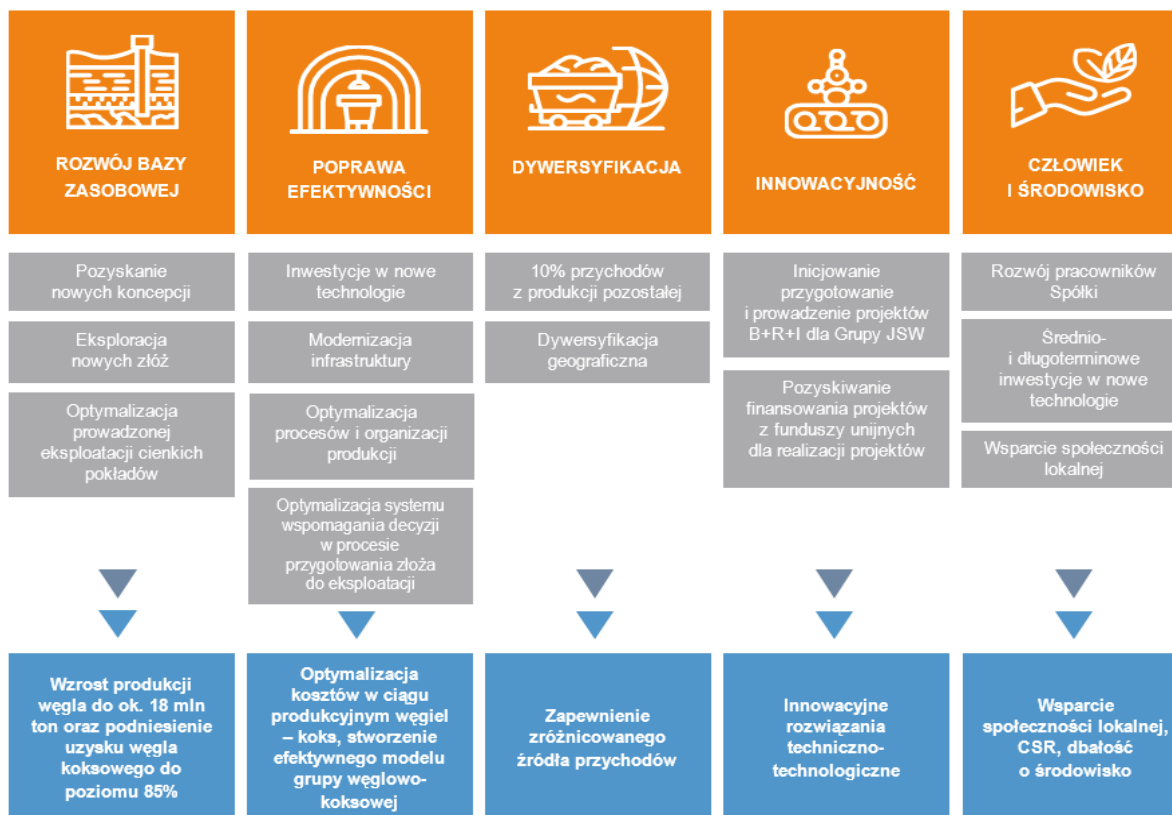 ROZWÓJ BAZY
ZASOBOWEJ
Pozyskanie
nowych koncepcji
Eksploracja
nowych złóż
Optymalizacja
prowadzonej
eksploatacji cienkich
pokładów
Wzrost produkcji
węgla do ok. 18 mln
ton oraz podniesienie
uzysku węgla
koksowego do
poziomu 85%
POPRAWA
EFEKTYWNOŚCI
Inwestycje w nowe
technologie
Modernizacja
infrastruktury
Optymalizacja
procesów i organizacji
produkcji
Optymalizacja systemu
wspomagania decyzji
w procesie
przygotowania złoża
do eksploatacji
Optymalizacja
kosztów w ciągu
produkcyjnym węgiel
– koks, stworzenie
efektywnego modelu
grupy węglowo-
koksowej
DYWERSYFIKACJA
10% przychodów
z produkcji pozostałej
Dywersyfikacja
geograficzna
Zapewnienie
zróżnicowanego
źródła przychodów
INNOWACYJNOŚĆ
Inicjowanie
przygotowanie
i prowadzenie projektów
B+R+I dla Grupy JSW
Pozyskiwanie
finansowania projektów
z funduszy unijnych
dla realizacji projektów
Innowacyjne
rozwiązania
techniczno-
technologiczne
CZŁOWIEK
I ŚRODOWISKO
Rozwój pracowników
Spółki
Średnio-
i długoterminowe
inwestycje w nowe
technologie
Wsparcie społeczności
lokalnej
Wsparcie
społeczności lokalnej,
CSR, dbałość
o środowisko